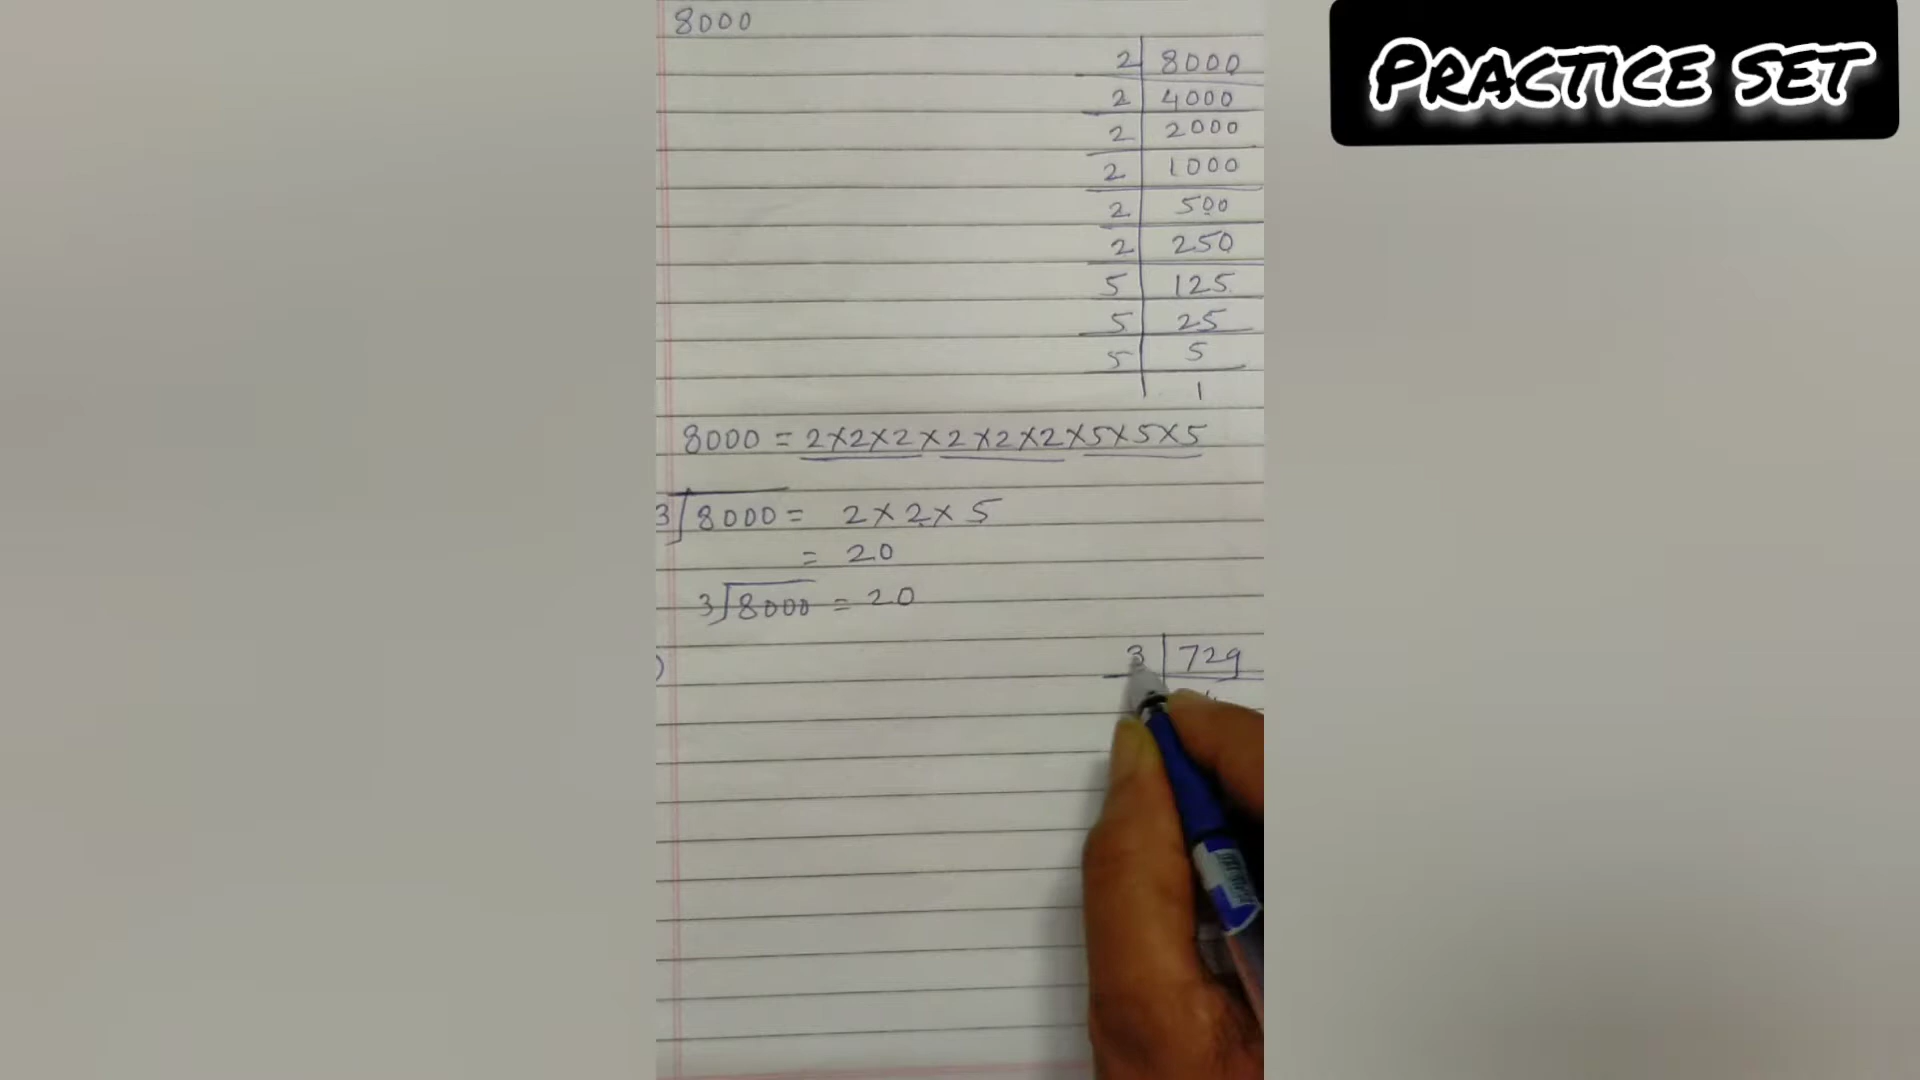 8000
PRACTICE SET
2 | 8000
2 | 4000
2 | 2000
2 | 1000
2 | 500
2 | 250
5 | 125
5 | 25
5 | 5
1
8000 = 2×2×2×2×2×2×5×5×5
3√8000 = 2×2×5
= 20
3√8000 = 20
)
3 | 729